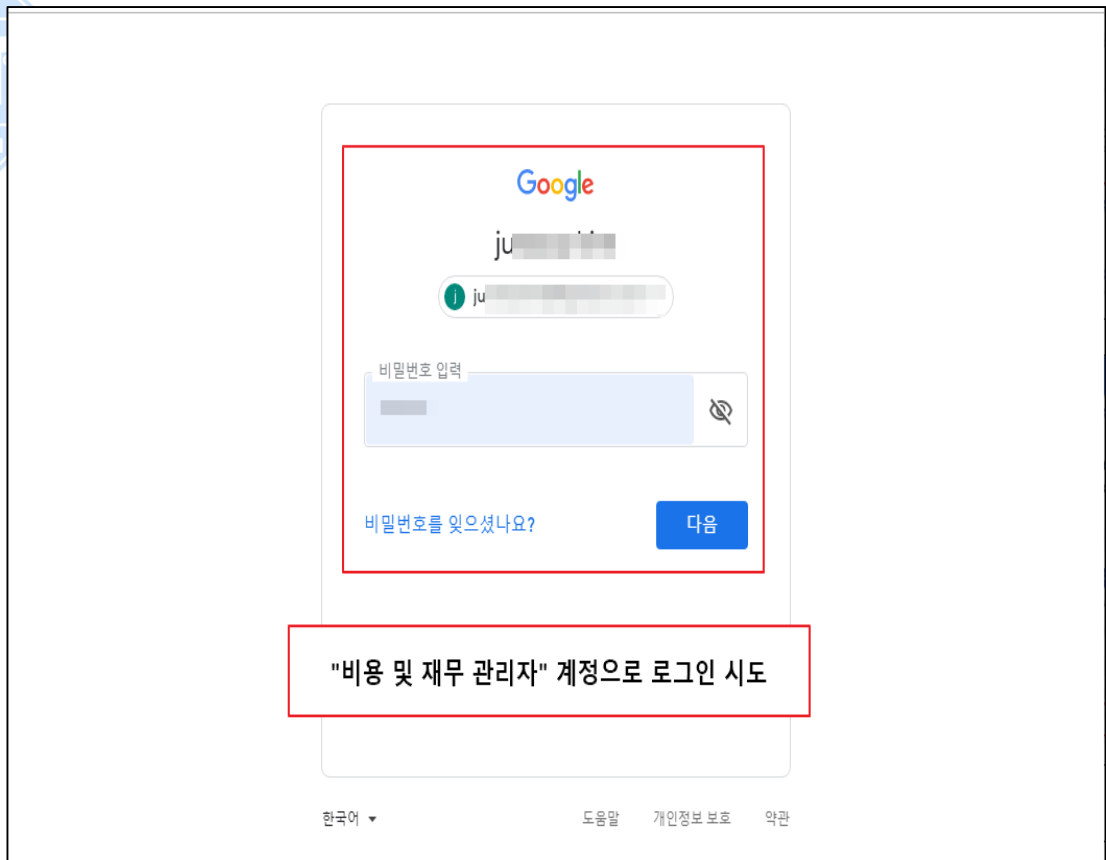 Google
ju
j ju
비밀번호 입력
비밀번호를 잊으셨나요?
다음
"비용 및 재무 관리자" 계정으로 로그인 시도
한국어
도움말 개인정보 보호 약관